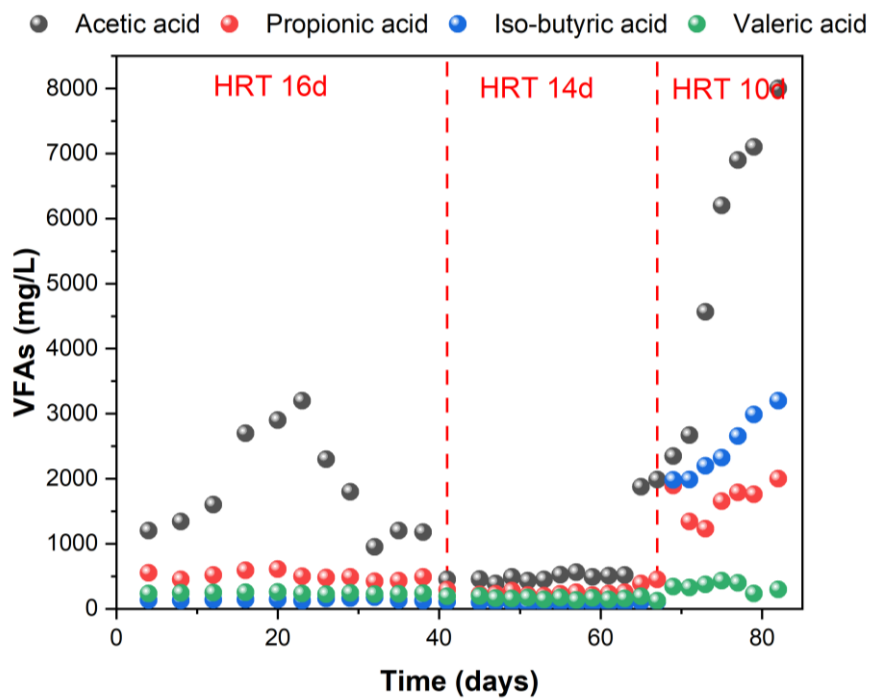 Acetic acid Propionic acid Iso-butyric acid Valeric acid
HRT 16d HRT 14d HRT 10d
8000
7000
6000
5000
4000
3000
2000
1000
0
VFAs (mg/L)
0 20 40 60 80
Time (days)